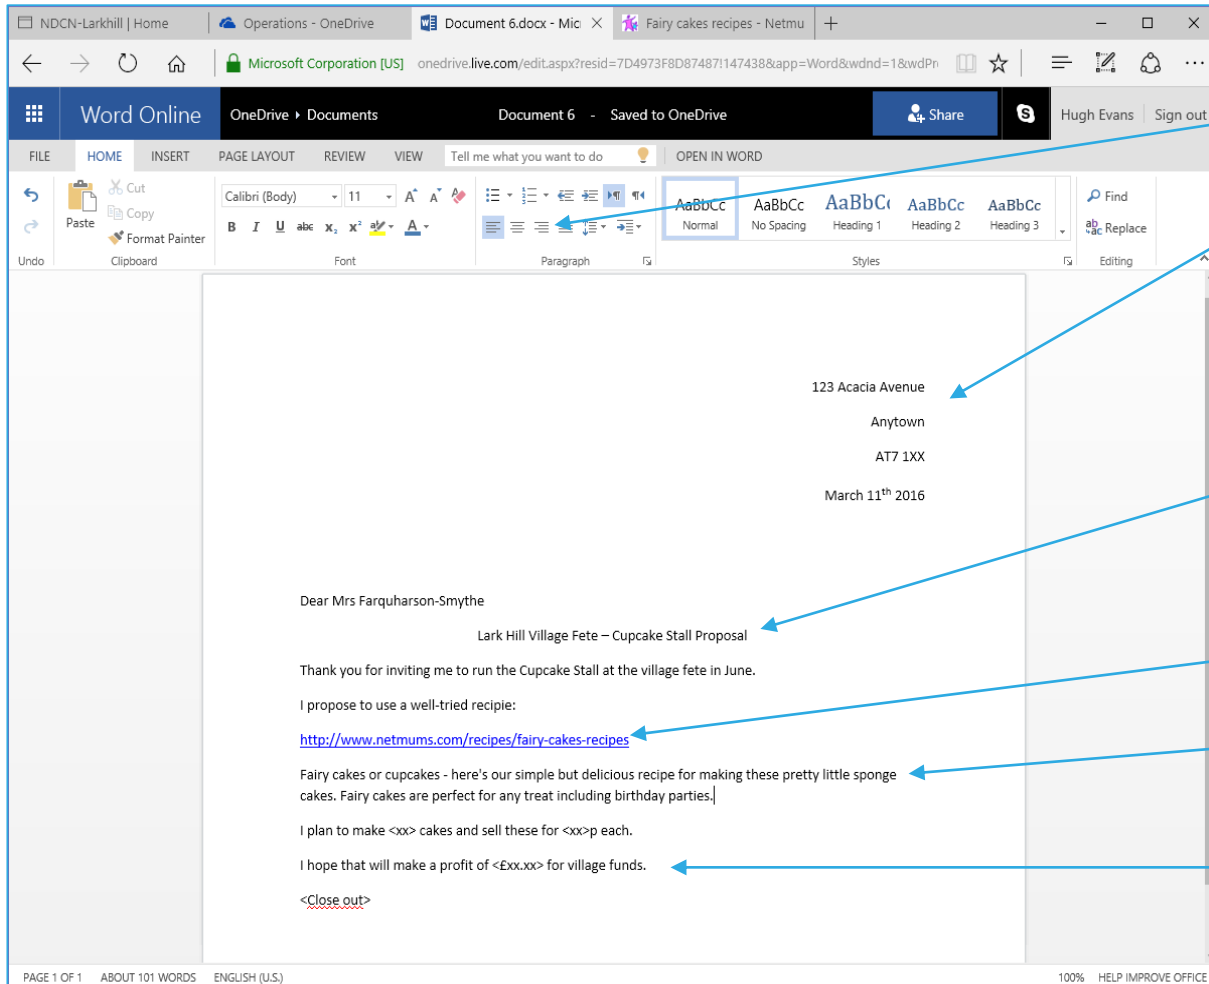 NDCN-Larkhill | Home Operations - OneDrive Document 6.docx - Mic Fairy cakes recipes - Netmu
Microsoft Corporation [US] onedrive.live.com/edit.aspx?resid=7D4973F8D87487!147438&app=Word&wdnd=1&wdPr
Word Online OneDrive Documents Document 6 - Saved to OneDrive Share Hugh Evans Sign out
FILE HOME INSERT PAGE LAYOUT REVIEW VIEW Tell me what you want to do OPEN IN WORD
Cut
Copy
Paste
Format Painter
Calibri (Body) 11
B I U abc x₂ x² A
AaBbCc AaBbCc AaBbC AaBbCc AaBbCc
Normal No Spacing Heading 1 Heading 2 Heading 3
Find
Replace
Undo Clipboard Font Paragraph Styles Editing
123 Acacia Avenue
Anytown
AT7 1XX
March 11th 2016
Dear Mrs Farquharson-Smythe
Lark Hill Village Fete – Cupcake Stall Proposal
Thank you for inviting me to run the Cupcake Stall at the village fete in June.
I propose to use a well-tried recipie:
http://www.netmums.com/recipes/fairy-cakes-recipes
Fairy cakes or cupcakes - here's our simple but delicious recipe for making these pretty little sponge
cakes. Fairy cakes are perfect for any treat including birthday parties.
I plan to make <xx> cakes and sell these for <xx>p each.
I hope that will make a profit of <£xx.xx> for village funds.
<Close out>
PAGE 1 OF 1 ABOUT 101 WORDS ENGLISH (U.S.) 100% HELP IMPROVE OFFICE